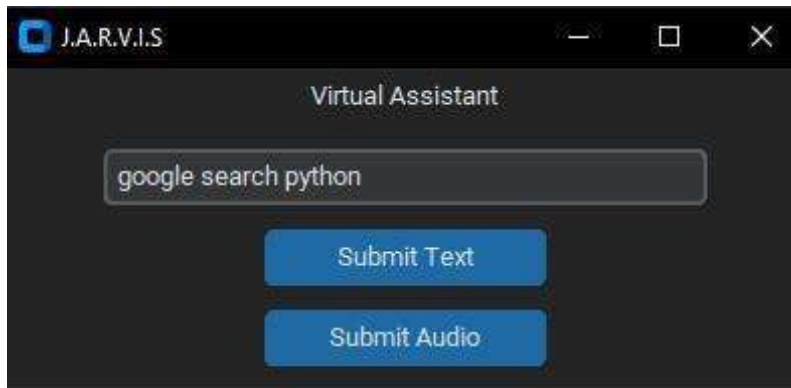 J.A.R.V.I.S
Virtual Assistant
google search python
Submit Text
Submit Audio